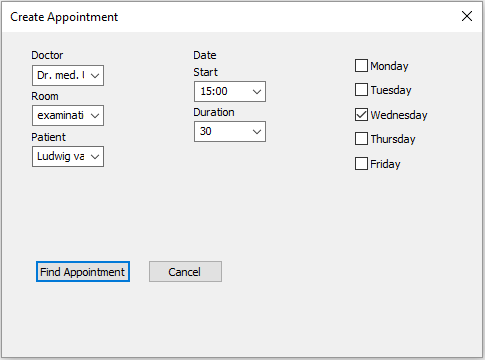 Create Appointment
Doctor
Dr. med.
Room
examinati
Patient
Ludwig va
Date
Start
15:00
Duration
30
Monday
Tuesday
Wednesday
Thursday
Friday
Find Appointment
Cancel